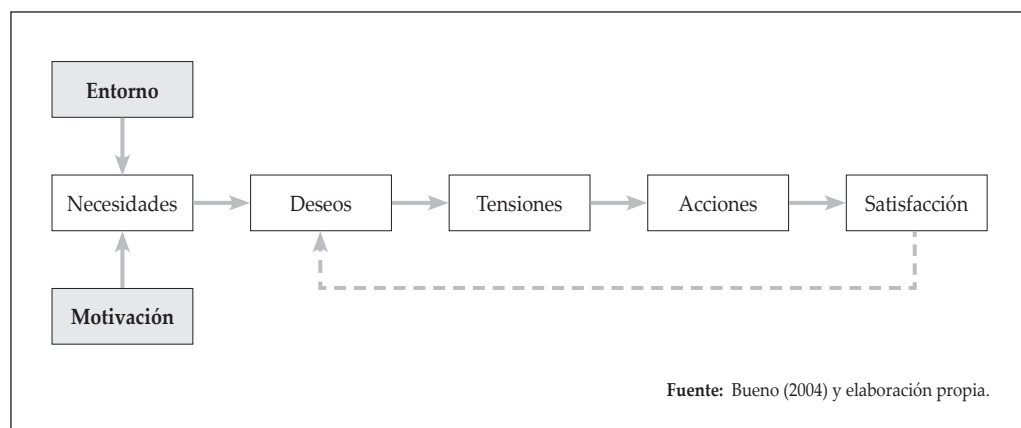 Entorno
Necesidades
Deseos
Tensiones
Acciones
Satisfacción
Motivación
Fuente: Bueno (2004) y elaboración propia.